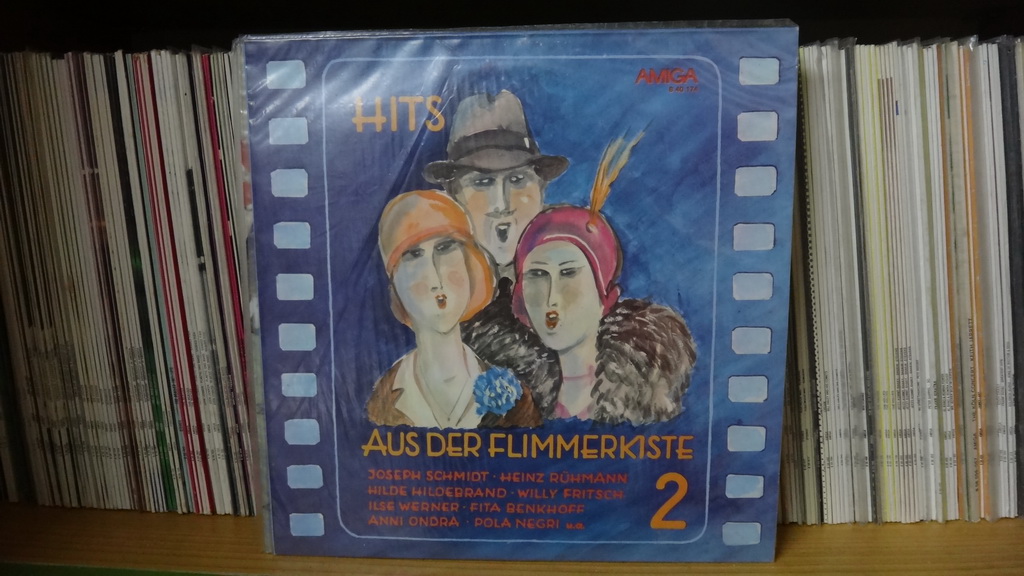 AMIGA
HITS
AUS DER FLIMMERKISTE
JOSEPH SCHMIDT · HEINZ RÜHMANN
HILDE HILDEBRAND · WILLY FRITSCH
ILSE WERNER · FITA BENKHOFF
ANNI ONDRA · POLA NEGRI u.a.
2